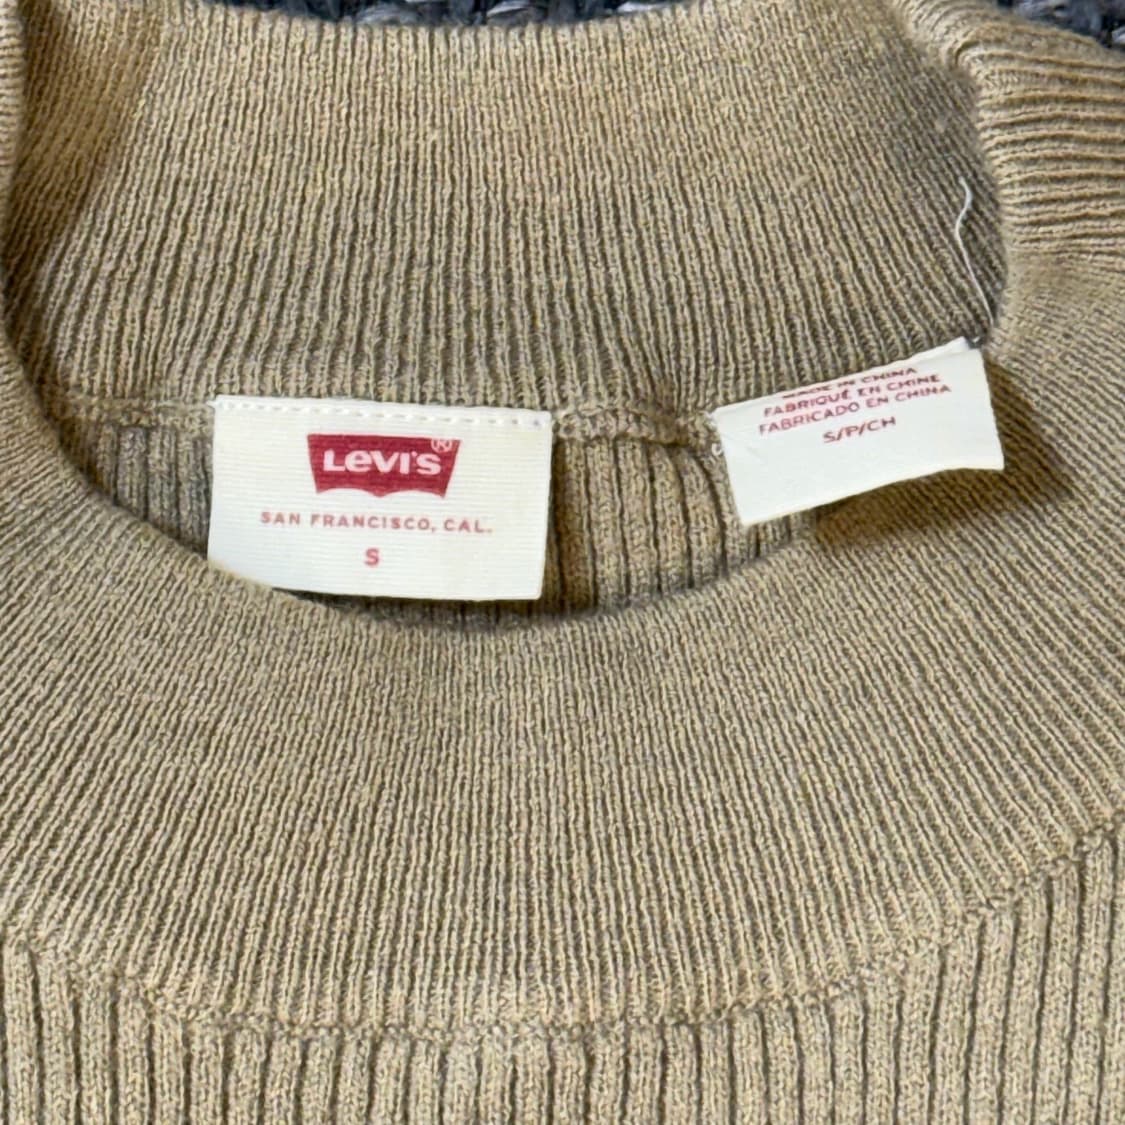 LEVI'S®
SAN FRANCISCO, CAL.
S
MADE IN CHINA
FABRIQUÉ EN CHINE
FABRICADO EN CHINA
S/P/CH